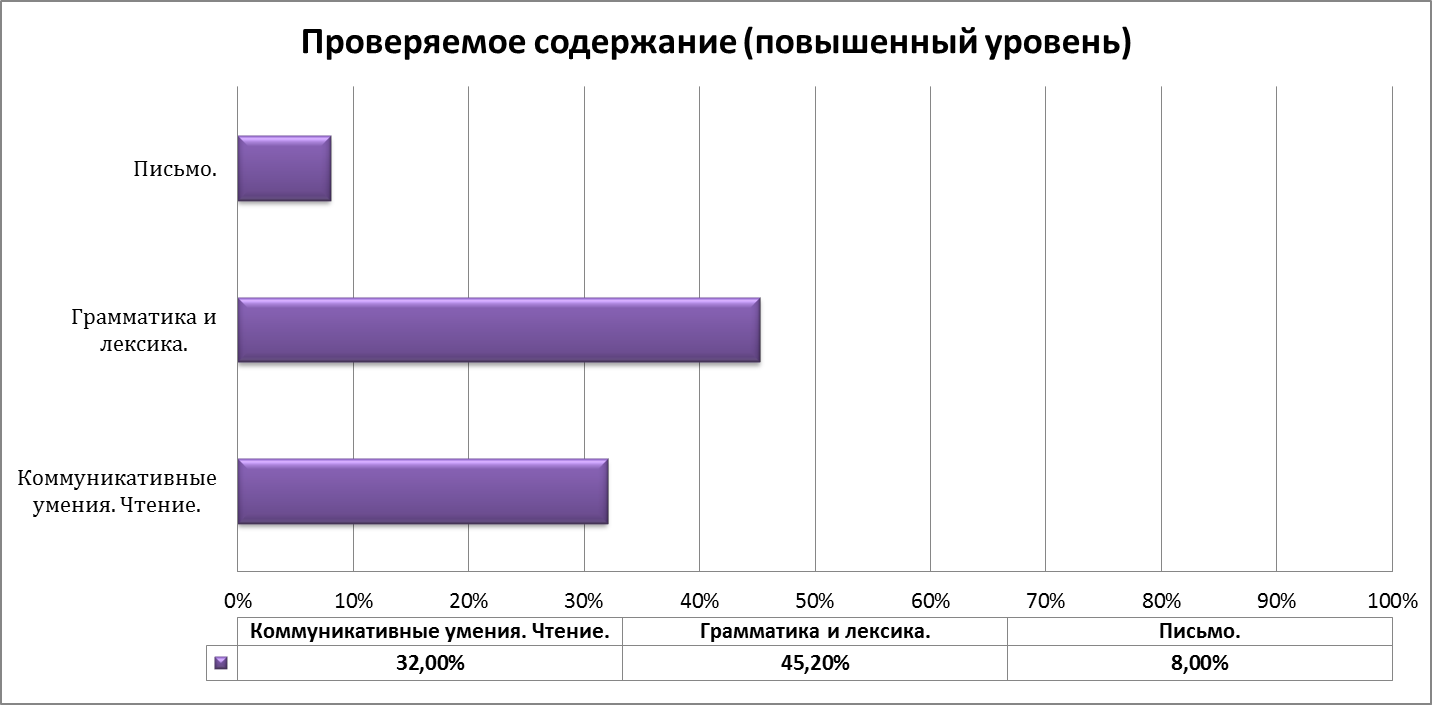 Проверяемое содержание (повышенный уровень)
Письмо.
Грамматика и
лексика.
Коммуникативные
умения. Чтение.
0% 10% 20% 30% 40% 50% 60% 70% 80% 90% 100%
Коммуникативные умения. Чтение. Грамматика и лексика. Письмо.
32,00% 45,20% 8,00%